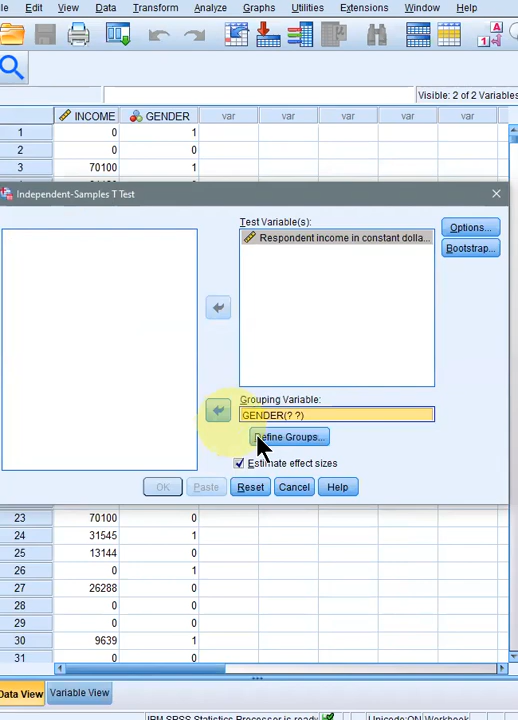 Edit View Data Transform Graphs Analyze Utilities Extensions Window Help
Visible: 2 of 2 Variables
INCOME GENDER var var var var var
1 0 1
2 0 0
3 70100 1
Independent-Samples T Test
Test Variable(s):
Respondent income in constant dolla...
Options...
Bootstrap...
Grouping Variable:
GENDER(? ?)
Define Groups...
Estimate effect sizes
OK Paste Reset Cancel Help
23 70100 0
24 31545 1
25 13144 0
26 0 1
27 26288 0
28 0 0
29 0 0
30 9639 1
31 0 0
Data View Variable View
IBM SPSS Statistics Processor is ready Unicode:ON Workbook